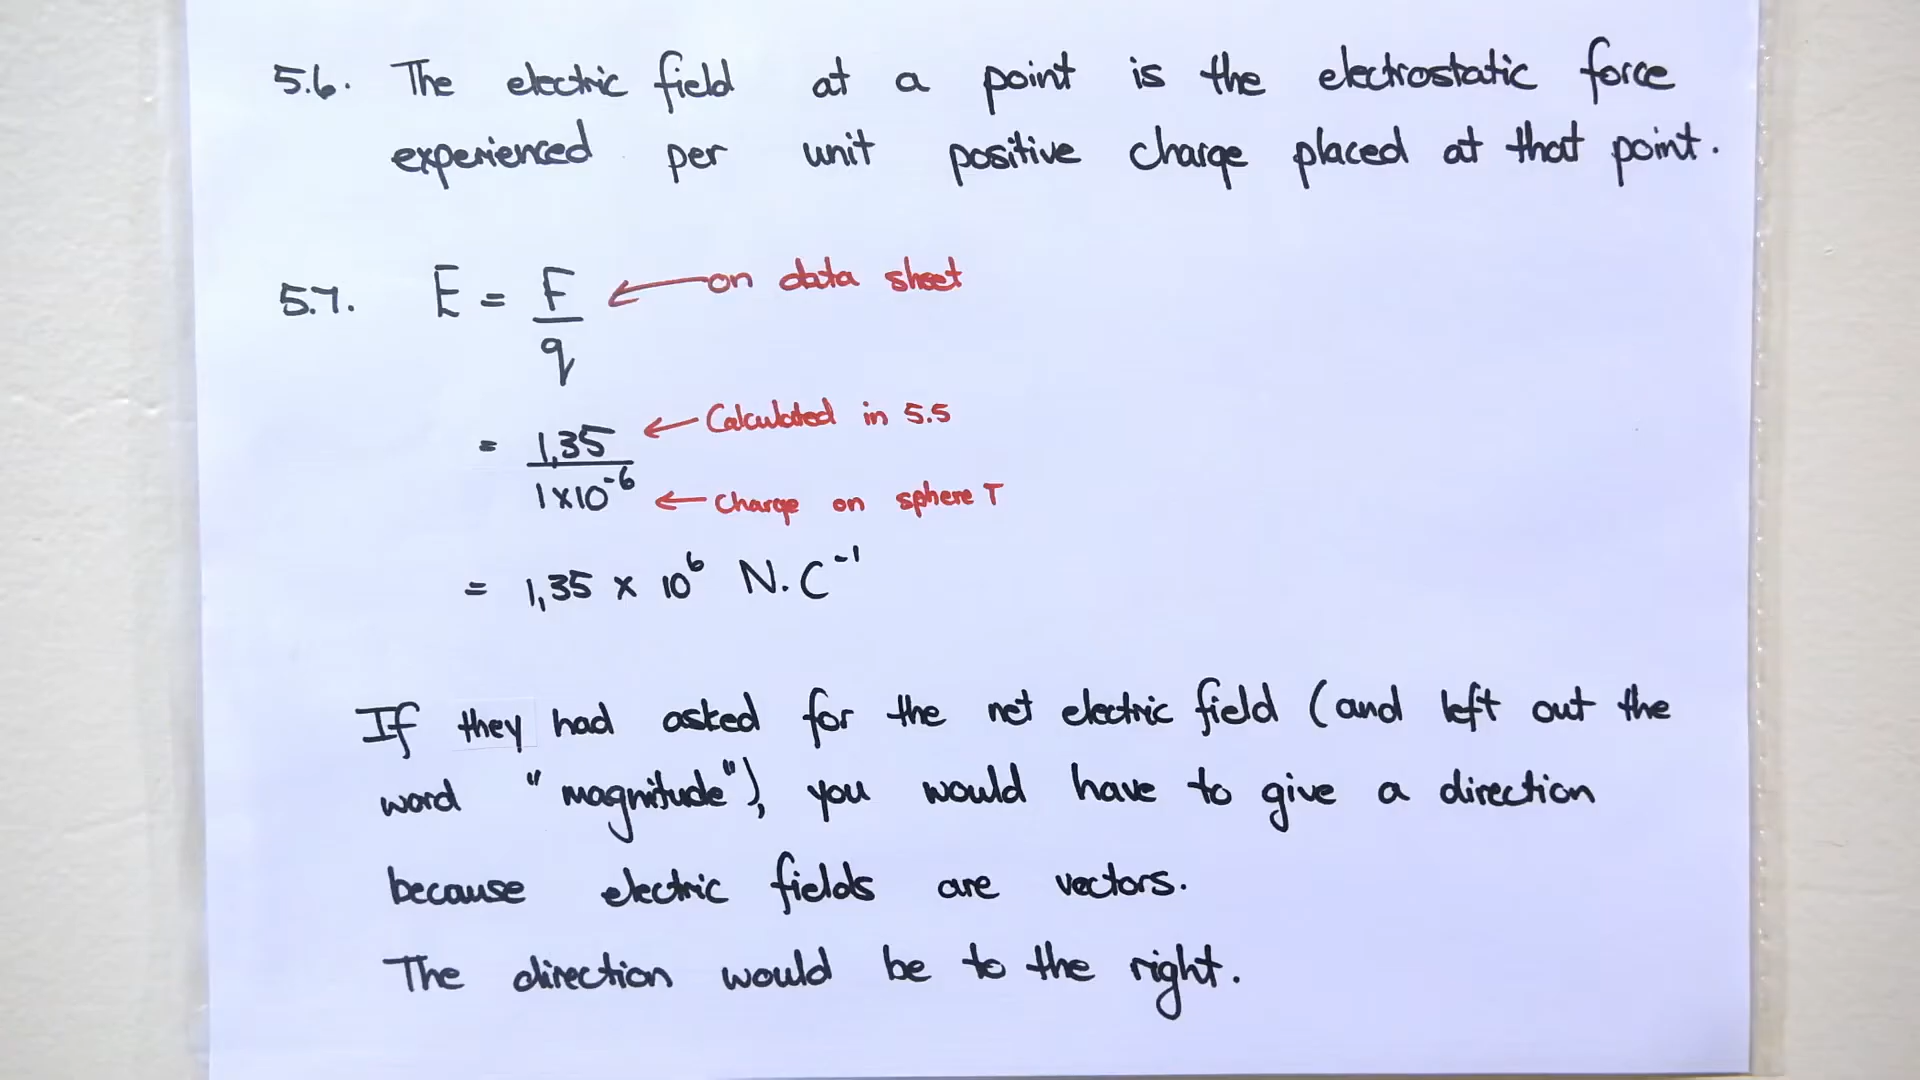 5.6. The electric field at a point is the electrostatic force
experienced per unit positive charge placed at that point.
5.7. E = F/q ← on data sheet
= 1,35 / 1x10⁻⁶ ← Calculated in 5.5
← Charge on sphere T
= 1,35 x 10⁶ N.C⁻¹
If they had asked for the net electric field (and left out the
word "magnitude"), you would have to give a direction
because electric fields are vectors.
The direction would be to the right.